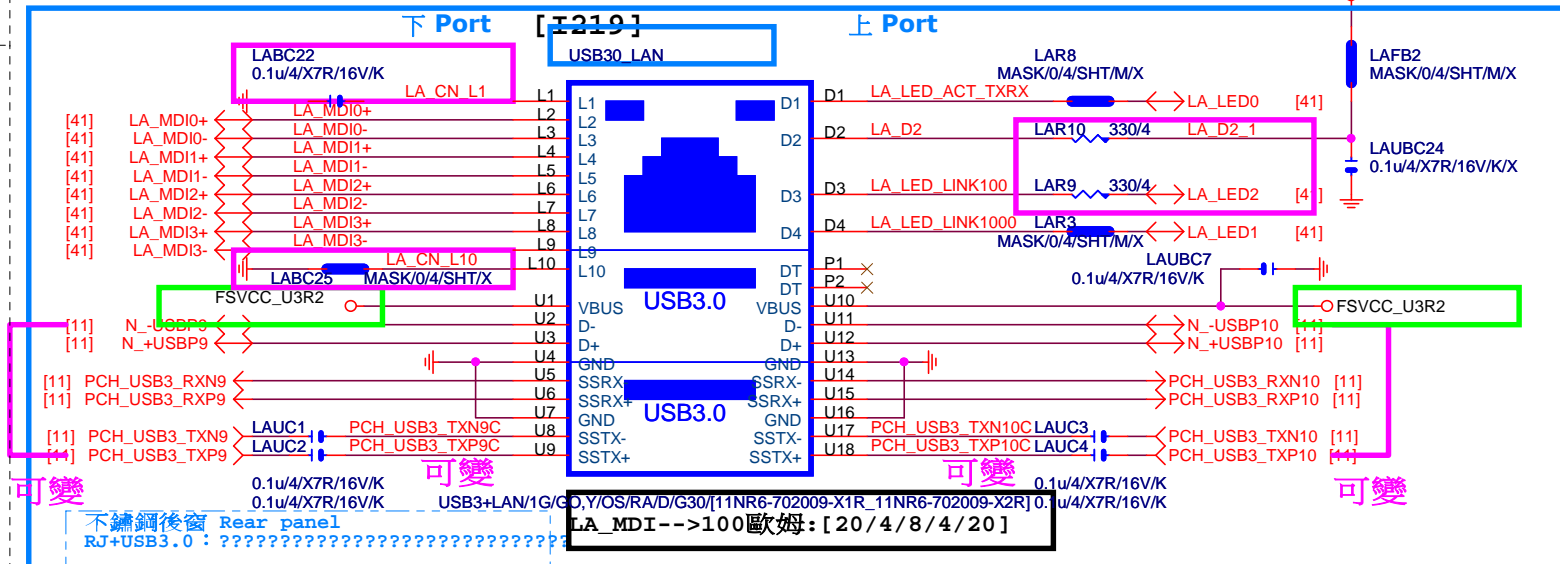 下 Port [I219] 上 Port
LABC22 USB30_LAN LAR8 LAFB2
0.1u/4/X7R/16V/K MASK/0/4/SHT/M/X MASK/0/4/SHT/M/X
LA_CN_L1 L1 L1 D1 D1 LA_LED_ACT_TXRX LA_LED0 [41]
[41] LA_MDI0+ LA_MDI0+ L2 L2
[41] LA_MDI0- LA_MDI0- L3 L3 D2 D2 LA_D2 LAR10 330/4 LA_D2_1
[41] LA_MDI1+ LA_MDI1+ L4 L4 LAUBC24
[41] LA_MDI1- LA_MDI1- L5 L5 0.1u/4/X7R/16V/K/X
[41] LA_MDI2+ LA_MDI2+ L6 L6 D3 D3 LA_LED_LINK100 LAR9 330/4 LA_LED2 [41]
[41] LA_MDI2- LA_MDI2- L7 L7
[41] LA_MDI3+ LA_MDI3+ L8 L8 D4 D4 LA_LED_LINK1000 LAR3 LA_LED1 [41]
[41] LA_MDI3- LA_MDI3- L9 L9 MASK/0/4/SHT/M/X
LA_CN_L10 L10 L10 DT P1 LAUBC7
LABC25 MASK/0/4/SHT/X DT P2 0.1u/4/X7R/16V/K
FSVCC_U3R2 U1 VBUS USB3.0 VBUS U10 FSVCC_U3R2
[11] N_-USBP9 U2 D- D- U11 N_-USBP10 [11]
[11] N_+USBP9 U3 D+ D+ U12 N_+USBP10 [11]
U4 GND GND U13
[11] PCH_USB3_RXN9 U5 SSRX- SSRX- U14 PCH_USB3_RXN10 [11]
[11] PCH_USB3_RXP9 U6 SSRX+ SSRX+ U15 PCH_USB3_RXP10 [11]
U7 GND USB3.0 GND U16
[11] PCH_USB3_TXN9 LAUC1 PCH_USB3_TXN9C U8 SSTX- SSTX- U17 PCH_USB3_TXN10C LAUC3 PCH_USB3_TXN10 [11]
[11] PCH_USB3_TXP9 LAUC2 PCH_USB3_TXP9C U9 SSTX+ SSTX+ U18 PCH_USB3_TXP10C LAUC4 PCH_USB3_TXP10 [11]
可變 可變 可變 可變
0.1u/4/X7R/16V/K 0.1u/4/X7R/16V/K
0.1u/4/X7R/16V/K USB3+LAN/1G/GO,Y/OS/RA/D/G30/[11NR6-702009-X1R_11NR6-702009-X2R] 0.1u/4/X7R/16V/K
不鏽鋼後窗 Rear panel
RJ+USB3.0：?????????????????????????????
LA_MDI-->100歐姆:[20/4/8/4/20]